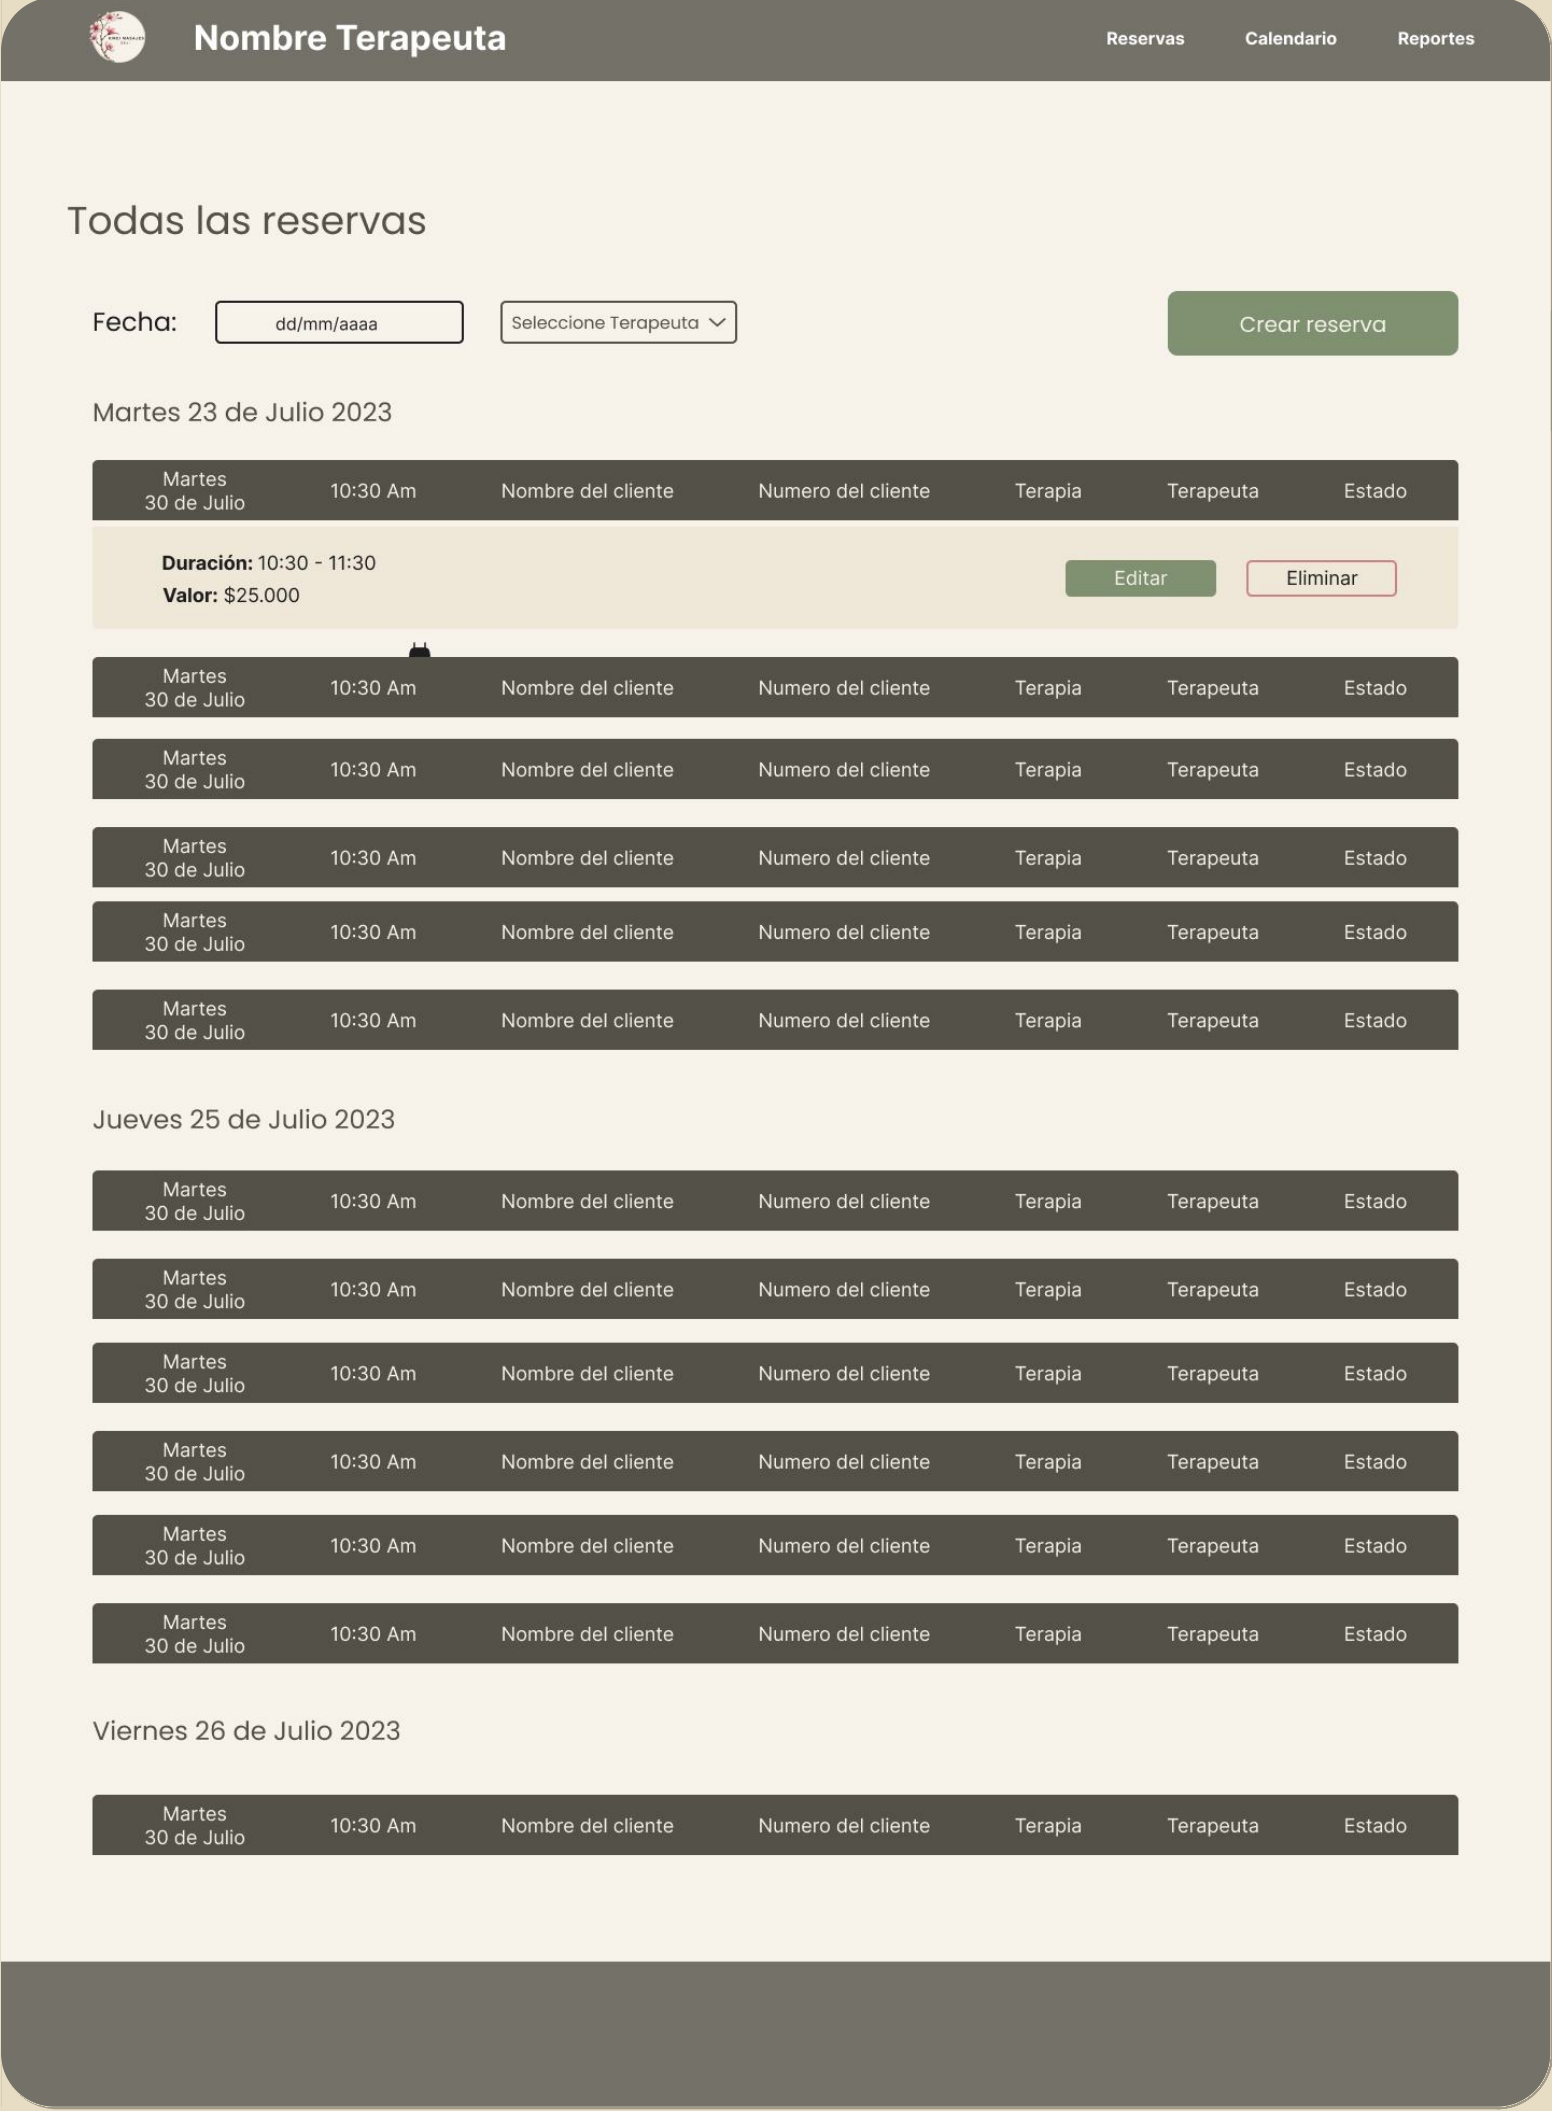 Nombre Terapeuta
Reservas Calendario Reportes
Todas las reservas
Fecha: dd/mm/aaaa Seleccione Terapeuta Crear reserva
Martes 23 de Julio 2023
Martes
30 de Julio 10:30 Am Nombre del cliente Numero del cliente Terapia Terapeuta Estado
Duración: 10:30 - 11:30
Valor: $25.000
Editar Eliminar
Martes
30 de Julio 10:30 Am Nombre del cliente Numero del cliente Terapia Terapeuta Estado
Martes
30 de Julio 10:30 Am Nombre del cliente Numero del cliente Terapia Terapeuta Estado
Martes
30 de Julio 10:30 Am Nombre del cliente Numero del cliente Terapia Terapeuta Estado
Martes
30 de Julio 10:30 Am Nombre del cliente Numero del cliente Terapia Terapeuta Estado
Martes
30 de Julio 10:30 Am Nombre del cliente Numero del cliente Terapia Terapeuta Estado
Jueves 25 de Julio 2023
Martes
30 de Julio 10:30 Am Nombre del cliente Numero del cliente Terapia Terapeuta Estado
Martes
30 de Julio 10:30 Am Nombre del cliente Numero del cliente Terapia Terapeuta Estado
Martes
30 de Julio 10:30 Am Nombre del cliente Numero del cliente Terapia Terapeuta Estado
Martes
30 de Julio 10:30 Am Nombre del cliente Numero del cliente Terapia Terapeuta Estado
Martes
30 de Julio 10:30 Am Nombre del cliente Numero del cliente Terapia Terapeuta Estado
Martes
30 de Julio 10:30 Am Nombre del cliente Numero del cliente Terapia Terapeuta Estado
Viernes 26 de Julio 2023
Martes
30 de Julio 10:30 Am Nombre del cliente Numero del cliente Terapia Terapeuta Estado